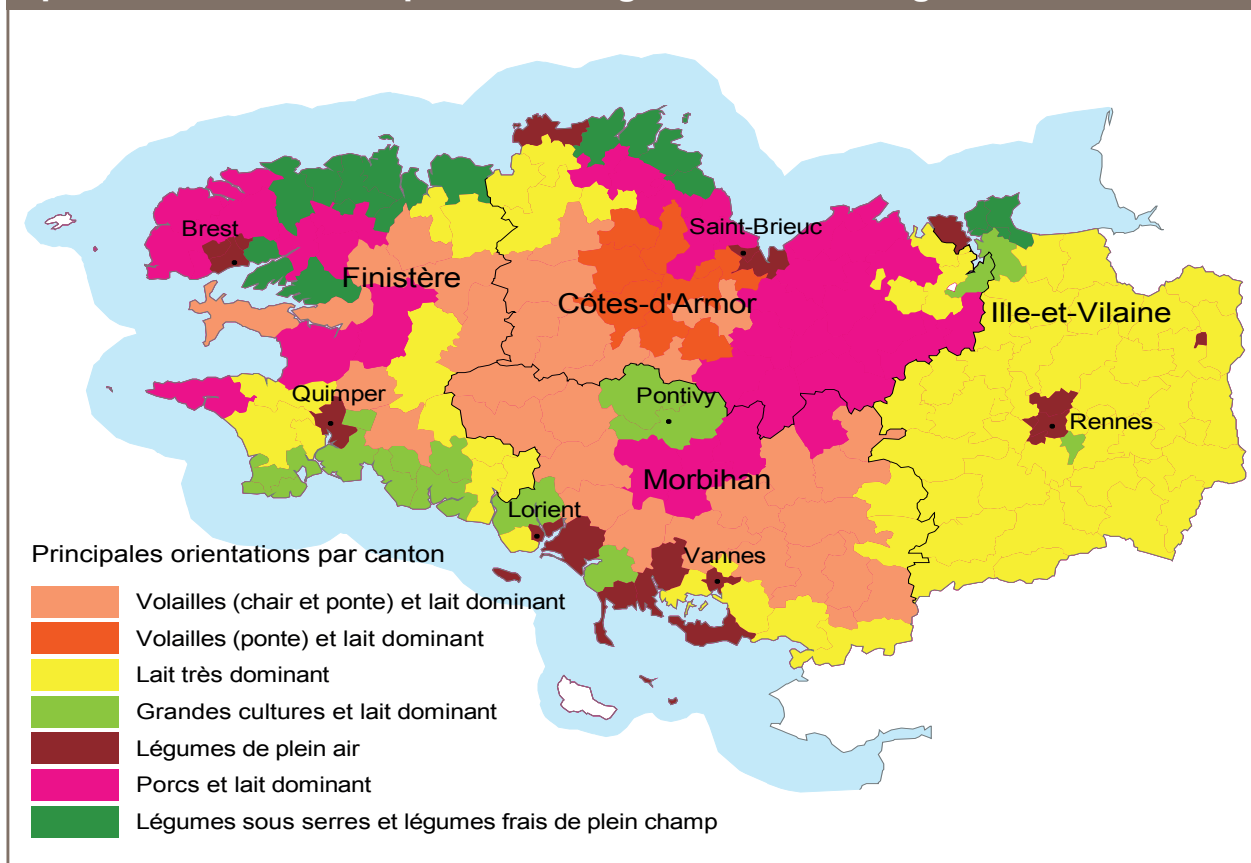 Brest
Saint-Brieuc
Finistère
Côtes-d'Armor
Ille-et-Vilaine
Quimper
Pontivy
Rennes
Morbihan
Lorient
Vannes
Principales orientations par canton
Volailles (chair et ponte) et lait dominant
Volailles (ponte) et lait dominant
Lait très dominant
Grandes cultures et lait dominant
Légumes de plein air
Porcs et lait dominant
Légumes sous serres et légumes frais de plein champ